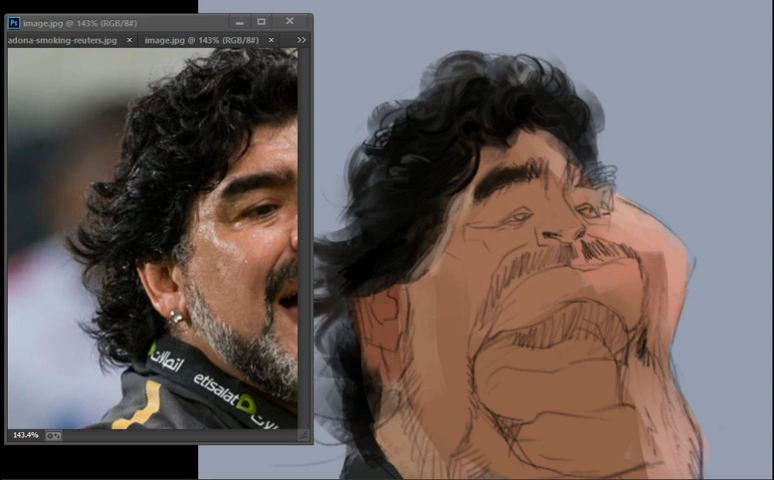 image.jpg @ 143% (RGB/8#)
adona-smoking-reuters.jpg × image.jpg @ 143% (RGB/8#) × >>
اتصالات
etisalat
143.4%